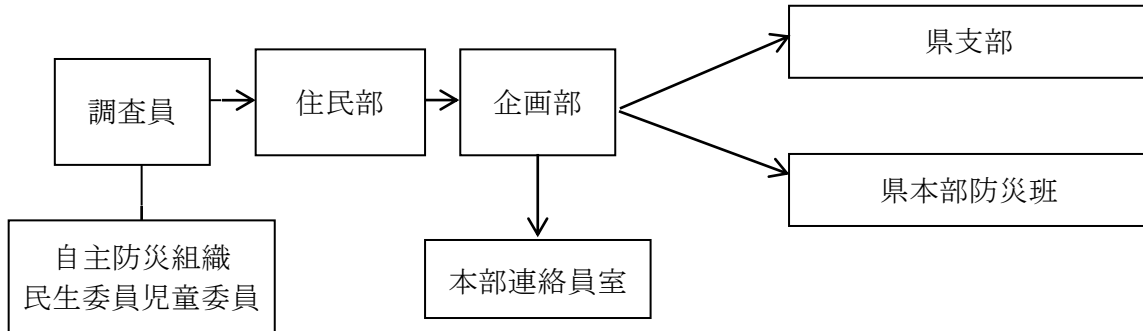 調査員
住民部
企画部
県支部
県本部防災班
自主防災組織
民生委員児童委員
本部連絡員室